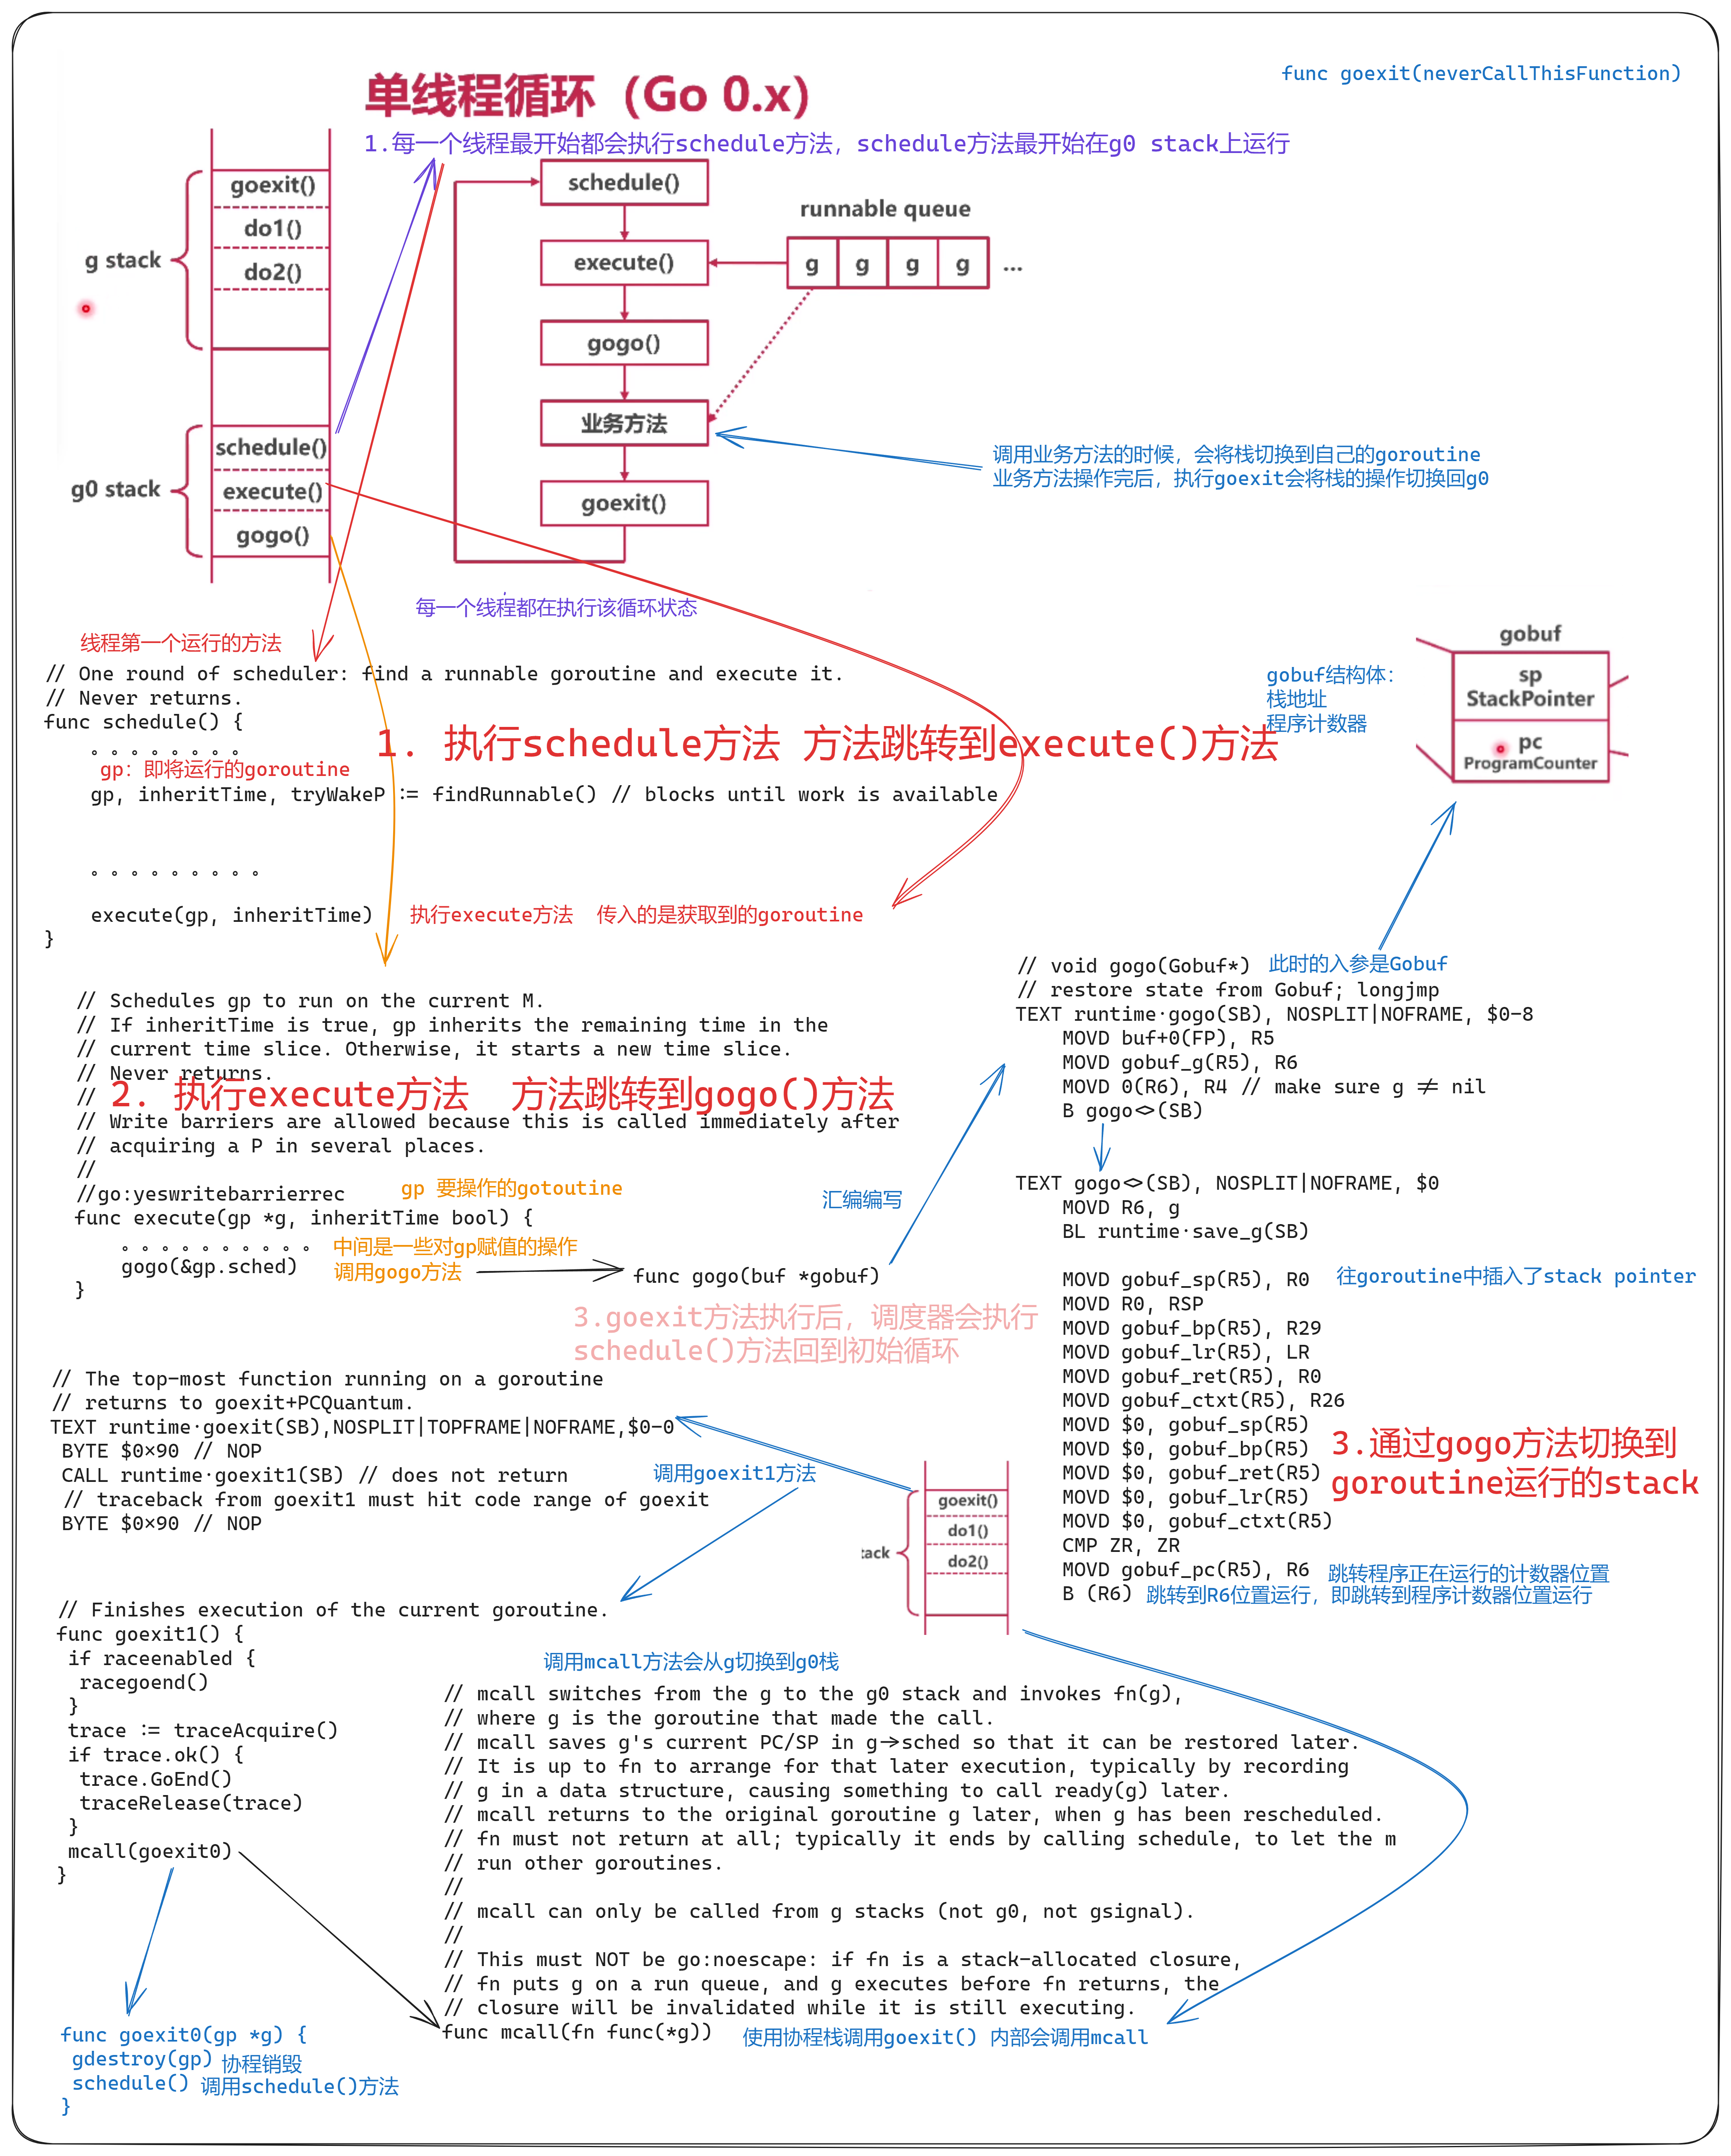 func goexit(neverCallThisFunction)
单线程循环（Go 0.x）
1.每一个线程最开始都会执行schedule方法，schedule方法最开始在g0 stack上运行
g stack
goexit()
do1()
do2()
g0 stack
schedule()
execute()
gogo()
schedule()
execute()
gogo()
业务方法
goexit()
runnable queue
g g g g ...
调用业务方法的时候，会将栈切换到自己的goroutine
业务方法操作完后，执行goexit会将栈的操作切换回g0
每一个线程都在执行该循环状态
线程第一个运行的方法
// One round of scheduler: find a runnable goroutine and execute it.
// Never returns.
func schedule() {
。。。。。。。。
1. 执行schedule方法 方法跳转到execute()方法
gp：即将运行的goroutine
gp, inheritTime, tryWakeP := findRunnable() // blocks until work is available
。。。。。。。。。
execute(gp, inheritTime)
执行execute方法 传入的是获取到的goroutine
}
gobuf结构体：
栈地址
程序计数器
gobuf
sp
StackPointer
pc
ProgramCounter
// Schedules gp to run on the current M.
// If inheritTime is true, gp inherits the remaining time in the
// current time slice. Otherwise, it starts a new time slice.
// Never returns.
//
2. 执行execute方法 方法跳转到gogo()方法
// Write barriers are allowed because this is called immediately after
// acquiring a P in several places.
//
//go:yeswritebarrierrec
gp 要操作的gotoutine
func execute(gp *g, inheritTime bool) {
。。。。。。。。。。
中间是一些对gp赋值的操作
gogo(&gp.sched)
调用gogo方法
}
func gogo(buf *gobuf)
汇编编写
// void gogo(Gobuf*)
此时的入参是Gobuf
// restore state from Gobuf; longjmp
TEXT runtime·gogo(SB), NOSPLIT|NOFRAME, $0-8
MOVD buf+0(FP), R5
MOVD gobuf_g(R5), R6
MOVD 0(R6), R4 // make sure g != nil
B gogo<>(SB)
TEXT gogo<>(SB), NOSPLIT|NOFRAME, $0
MOVD R6, g
BL runtime·save_g(SB)
MOVD gobuf_sp(R5), R0
往goroutine中插入了stack pointer
MOVD R0, RSP
MOVD gobuf_bp(R5), R29
MOVD gobuf_lr(R5), LR
MOVD gobuf_ret(R5), R0
MOVD gobuf_ctxt(R5), R26
MOVD $0, gobuf_sp(R5)
MOVD $0, gobuf_bp(R5)
MOVD $0, gobuf_ret(R5)
MOVD $0, gobuf_lr(R5)
MOVD $0, gobuf_ctxt(R5)
CMP ZR, ZR
MOVD gobuf_pc(R5), R6
跳转程序正在运行的计数器位置
B (R6)
跳转到R6位置运行，即跳转到程序计数器位置运行
3.通过gogo方法切换到
goroutine运行的stack
3.goexit方法执行后，调度器会执行
schedule()方法回到初始循环
// The top-most function running on a goroutine
// returns to goexit+PCQuantum.
TEXT runtime·goexit(SB),NOSPLIT|TOPFRAME|NOFRAME,$0-0
BYTE $0x90 // NOP
CALL runtime·goexit1(SB) // does not return
// traceback from goexit1 must hit code range of goexit
BYTE $0x90 // NOP
调用goexit1方法
tack
goexit()
do1()
do2()
// Finishes execution of the current goroutine.
func goexit1() {
if raceenabled {
racegoend()
}
trace := traceAcquire()
if trace.ok() {
trace.GoEnd()
traceRelease(trace)
}
mcall(goexit0)
}
调用mcall方法会从g切换到g0栈
// mcall switches from the g to the g0 stack and invokes fn(g),
// where g is the goroutine that made the call.
// mcall saves g's current PC/SP in g->sched so that it can be restored later.
// It is up to fn to arrange for that later execution, typically by recording
// g in a data structure, causing something to call ready(g) later.
// mcall returns to the original goroutine g later, when g has been rescheduled.
// fn must not return at all; typically it ends by calling schedule, to let the m
// run other goroutines.
//
// mcall can only be called from g stacks (not g0, not gsignal).
//
// This must NOT be go:noescape: if fn is a stack-allocated closure,
// fn puts g on a run queue, and g executes before fn returns, the
// closure will be invalidated while it is still executing.
func mcall(fn func(*g))
使用协程栈调用goexit() 内部会调用mcall
func goexit0(gp *g) {
gdestroy(gp) 协程销毁
schedule() 调用schedule()方法
}